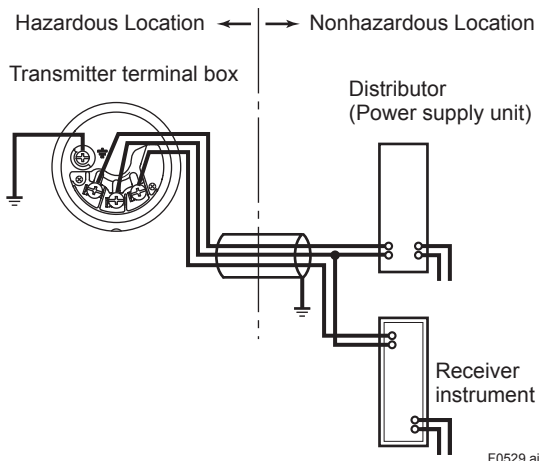 Hazardous Location
Nonhazardous Location
Transmitter terminal box
Distributor
(Power supply unit)
Receiver
instrument
F0529.ai